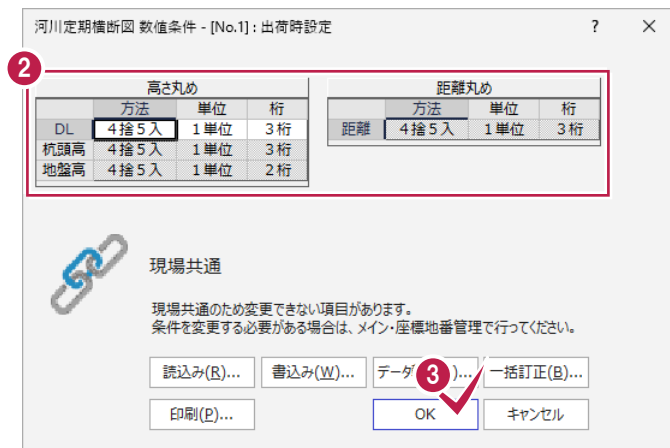 河川定期横断図 数値条件 - [No.1] : 出荷時設定 ? ×
2
高さ丸め
方法 単位 桁
DL 4捨5入 1単位 3桁
杭頭高 4捨5入 1単位 3桁
地盤高 4捨5入 1単位 2桁
距離丸め
方法 単位 桁
距離 4捨5入 1単位 3桁
現場共通
現場共通のため変更できない項目があります。
条件を変更する必要がある場合は、メイン・座標地番管理で行ってください。
読込み(R)... 書込み(W)... データ )... 一括訂正(B)...
3
印刷(P)... OK キャンセル